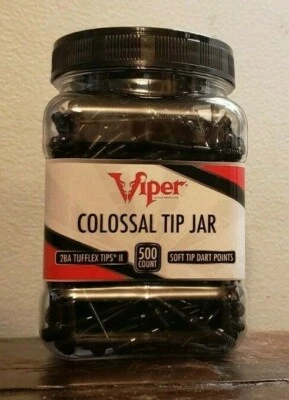 Viper
COLOSSAL TIP JAR
2BA TUFFLEX TIPS® II
500
COUNT
SOFT TIP DART POINTS